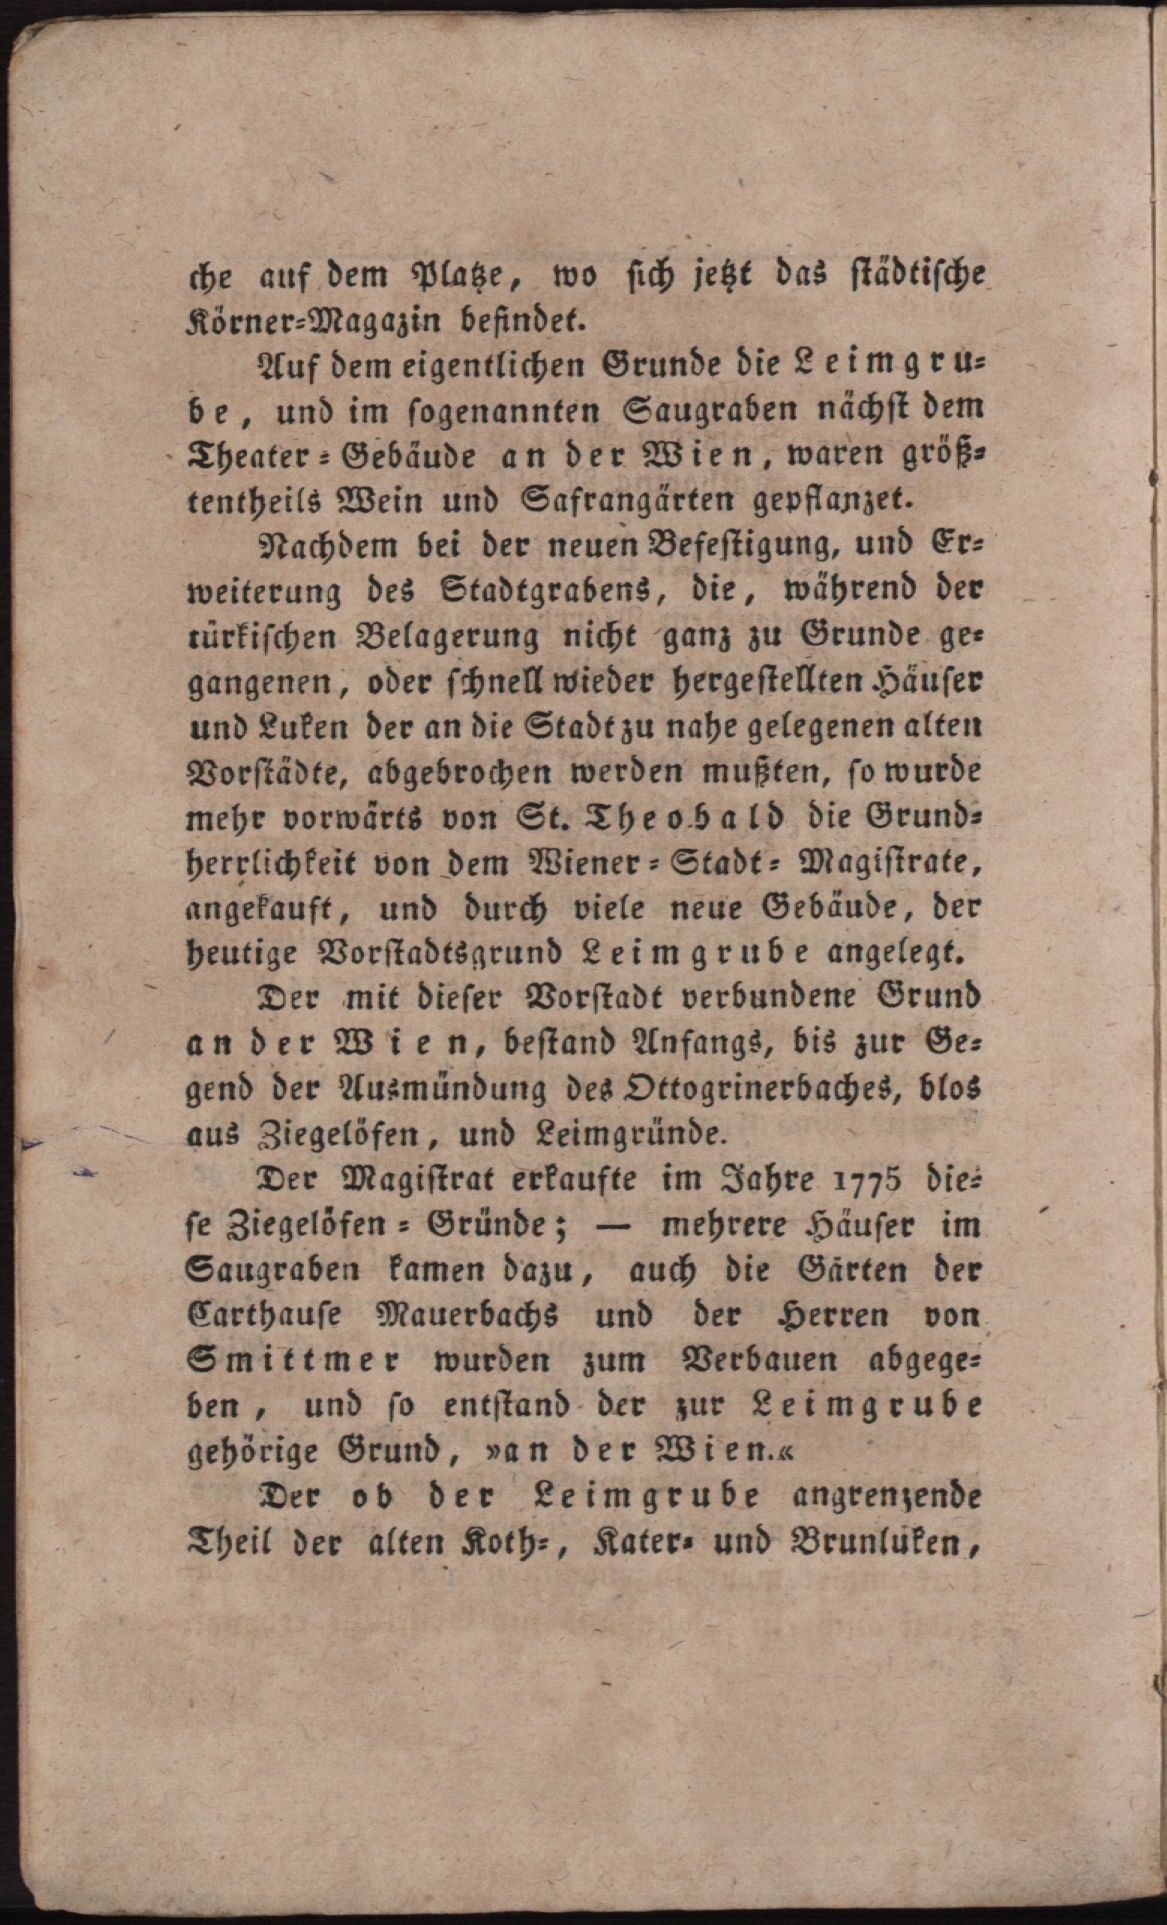 che auf dem Platze, wo sich jetzt das städtische
Körner-Magazin befindet.
Auf dem eigentlichen Grunde die Leimgru-
be, und im sogenannten Saugraben nächst dem
Theater-Gebäude an der Wien, waren größ-
tentheils Wein und Safrangärten gepflanzet.
Nachdem bei der neuen Befestigung, und Er-
weiterung des Stadtgrabens, die, während der
türkischen Belagerung nicht ganz zu Grunde ge-
gangenen, oder schnell wieder hergestellten Häuser
und Luken der an die Stadt zu nahe gelegenen alten
Vorstädte, abgebrochen werden mußten, so wurde
mehr vorwärts von St. Theobald die Grund-
herrlichkeit von dem Wiener-Stadt-Magistrate,
angekauft, und durch viele neue Gebäude, der
heutige Vorstadtsgrund Leimgrube angelegt.
Der mit dieser Vorstadt verbundene Grund
an der Wien, bestand Anfangs, bis zur Ge-
gend der Ausmündung des Ottogrinerbaches, blos
aus Ziegelöfen, und Leimgründe.
Der Magistrat erkaufte im Jahre 1775 die-
se Ziegelöfen-Gründe; — mehrere Häuser im
Saugraben kamen dazu, auch die Gärten der
Carthause Mauerbachs und der Herren von
Smittmer wurden zum Verbauen abgege-
ben, und so entstand der zur Leimgrube
gehörige Grund, »an der Wien.«
Der ob der Leimgrube angrenzende
Theil der alten Koth-, Kater- und Brunluken,